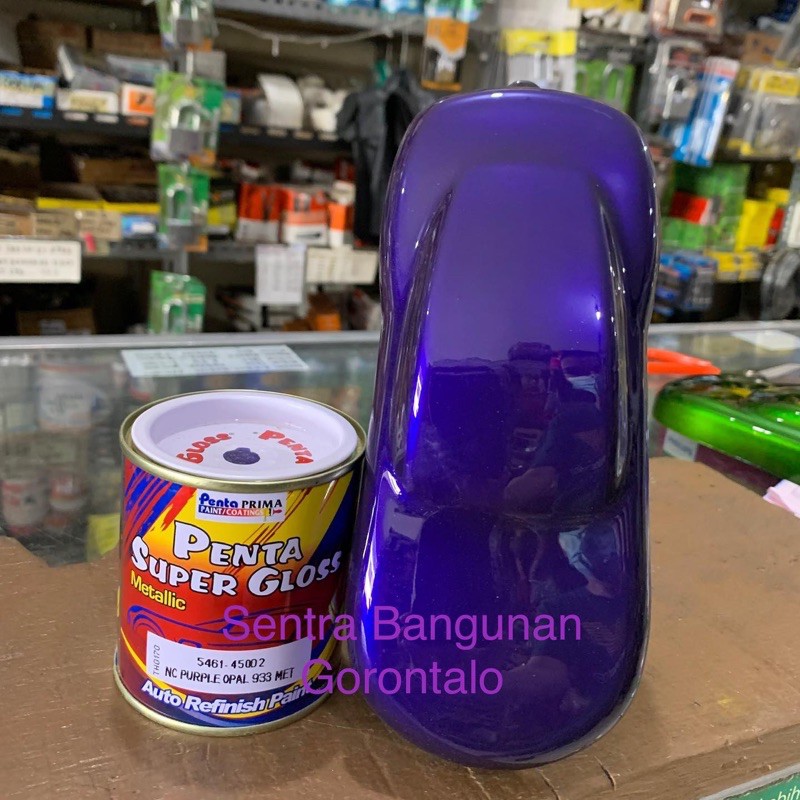 GLOSS PENTA
Penta PRIMA
PAINT/COATINGS
PENTA
SUPER GLOSS
Metallic
TH0170
5461-45002
NC PURPLE OPAL 933 MET
Auto Refinish Paint
Sentra Bangunan
Gorontalo